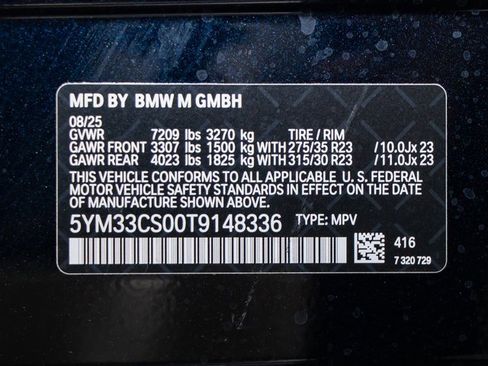 MFD BY BMW M GMBH
08/25
GVWR 7209 lbs 3270 kg TIRE / RIM
GAWR FRONT 3307 lbs 1500 kg WITH 275/35 R23 / 10.0Jx 23
GAWR REAR 4023 lbs 1825 kg WITH 315/30 R23 / 11.0Jx 23
THIS VEHICLE CONFORMS TO ALL APPLICABLE U. S. FEDERAL
MOTOR VEHICLE SAFETY STANDARDS IN EFFECT ON THE DATE
OF MANUFACTURE SHOWN ABOVE.
5YM33CS00T9148336 TYPE: MPV
416
7 320 729